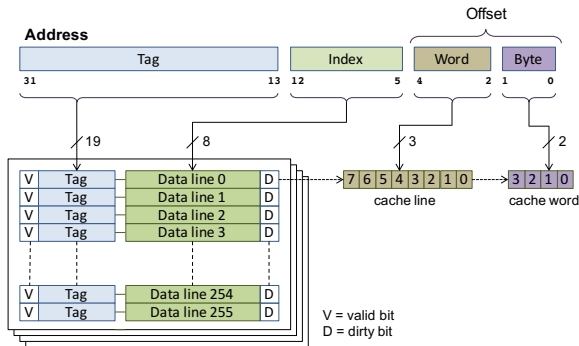 Offset
Address
Tag Index Word Byte
31 13 12 5 4 2 1 0
19 8 3 2
V Tag Data line 0 D 7 6 5 4 3 2 1 0 3 2 1 0
V Tag Data line 1 D cache line cache word
V Tag Data line 2 D
V Tag Data line 3 D
V Tag Data line 254 D
V Tag Data line 255 D
V = valid bit
D = dirty bit